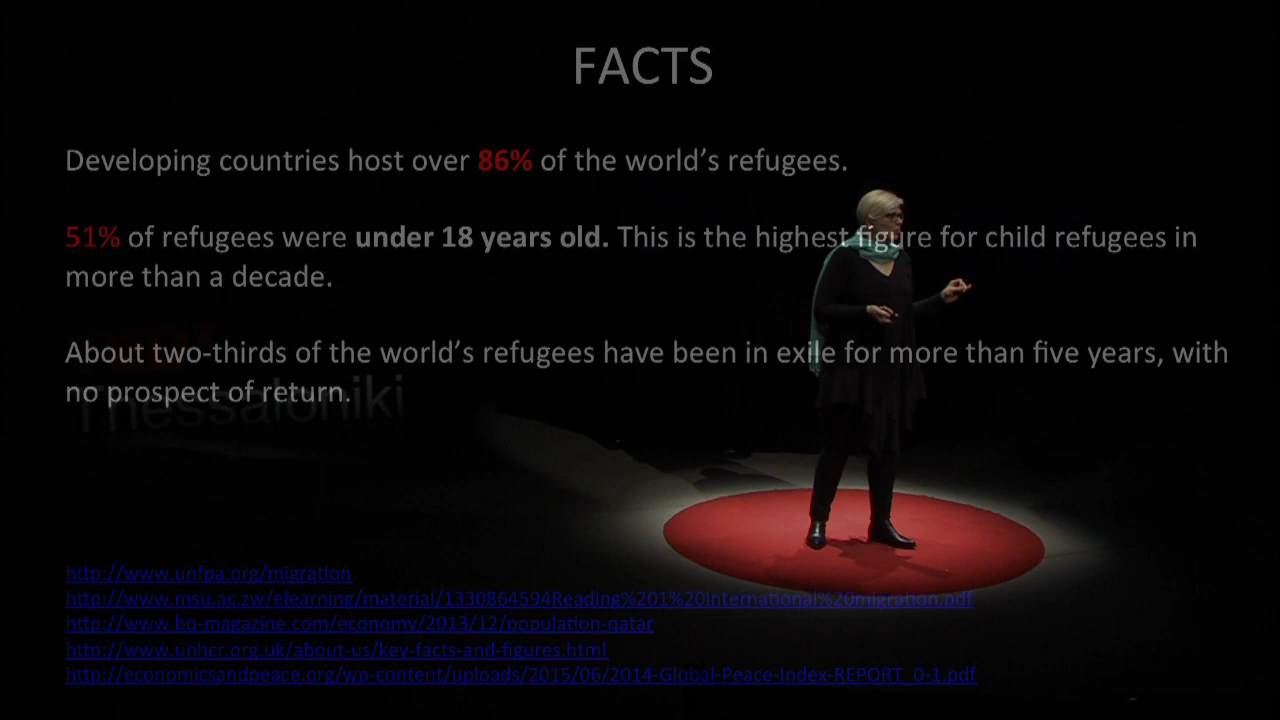 FACTS
Developing countries host over 86% of the world's refugees.
51% of refugees were under 18 years old. This is the highest figure for child refugees in
more than a decade.
About two-thirds of the world's refugees have been in exile for more than five years, with
no prospect of return.
Thessaloniki
http://www.unfpa.org/migration
http://www.msu.ac.zw/elearning/material/1330864594Reading%201%20international%20migration.pdf
http://www.bq-magazine.com/economy/2013/12/population-qatar
http://www.unhcr.org.uk/about-us/key-facts-and-figures.html
http://economicsandpeace.org/wp-content/uploads/2015/06/2014-Global-Peace-Index-REPORT_0-1.pdf